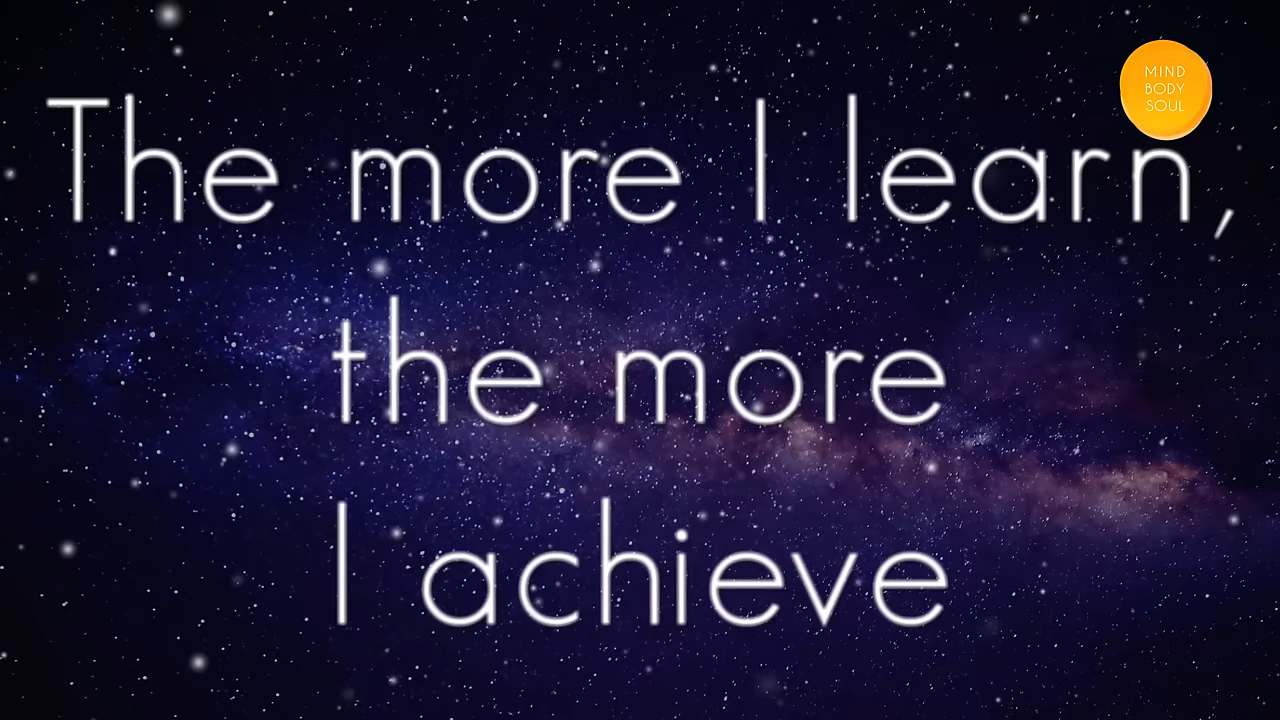 MIND
BODY
SOUL
The more I learn,
the more
I achieve